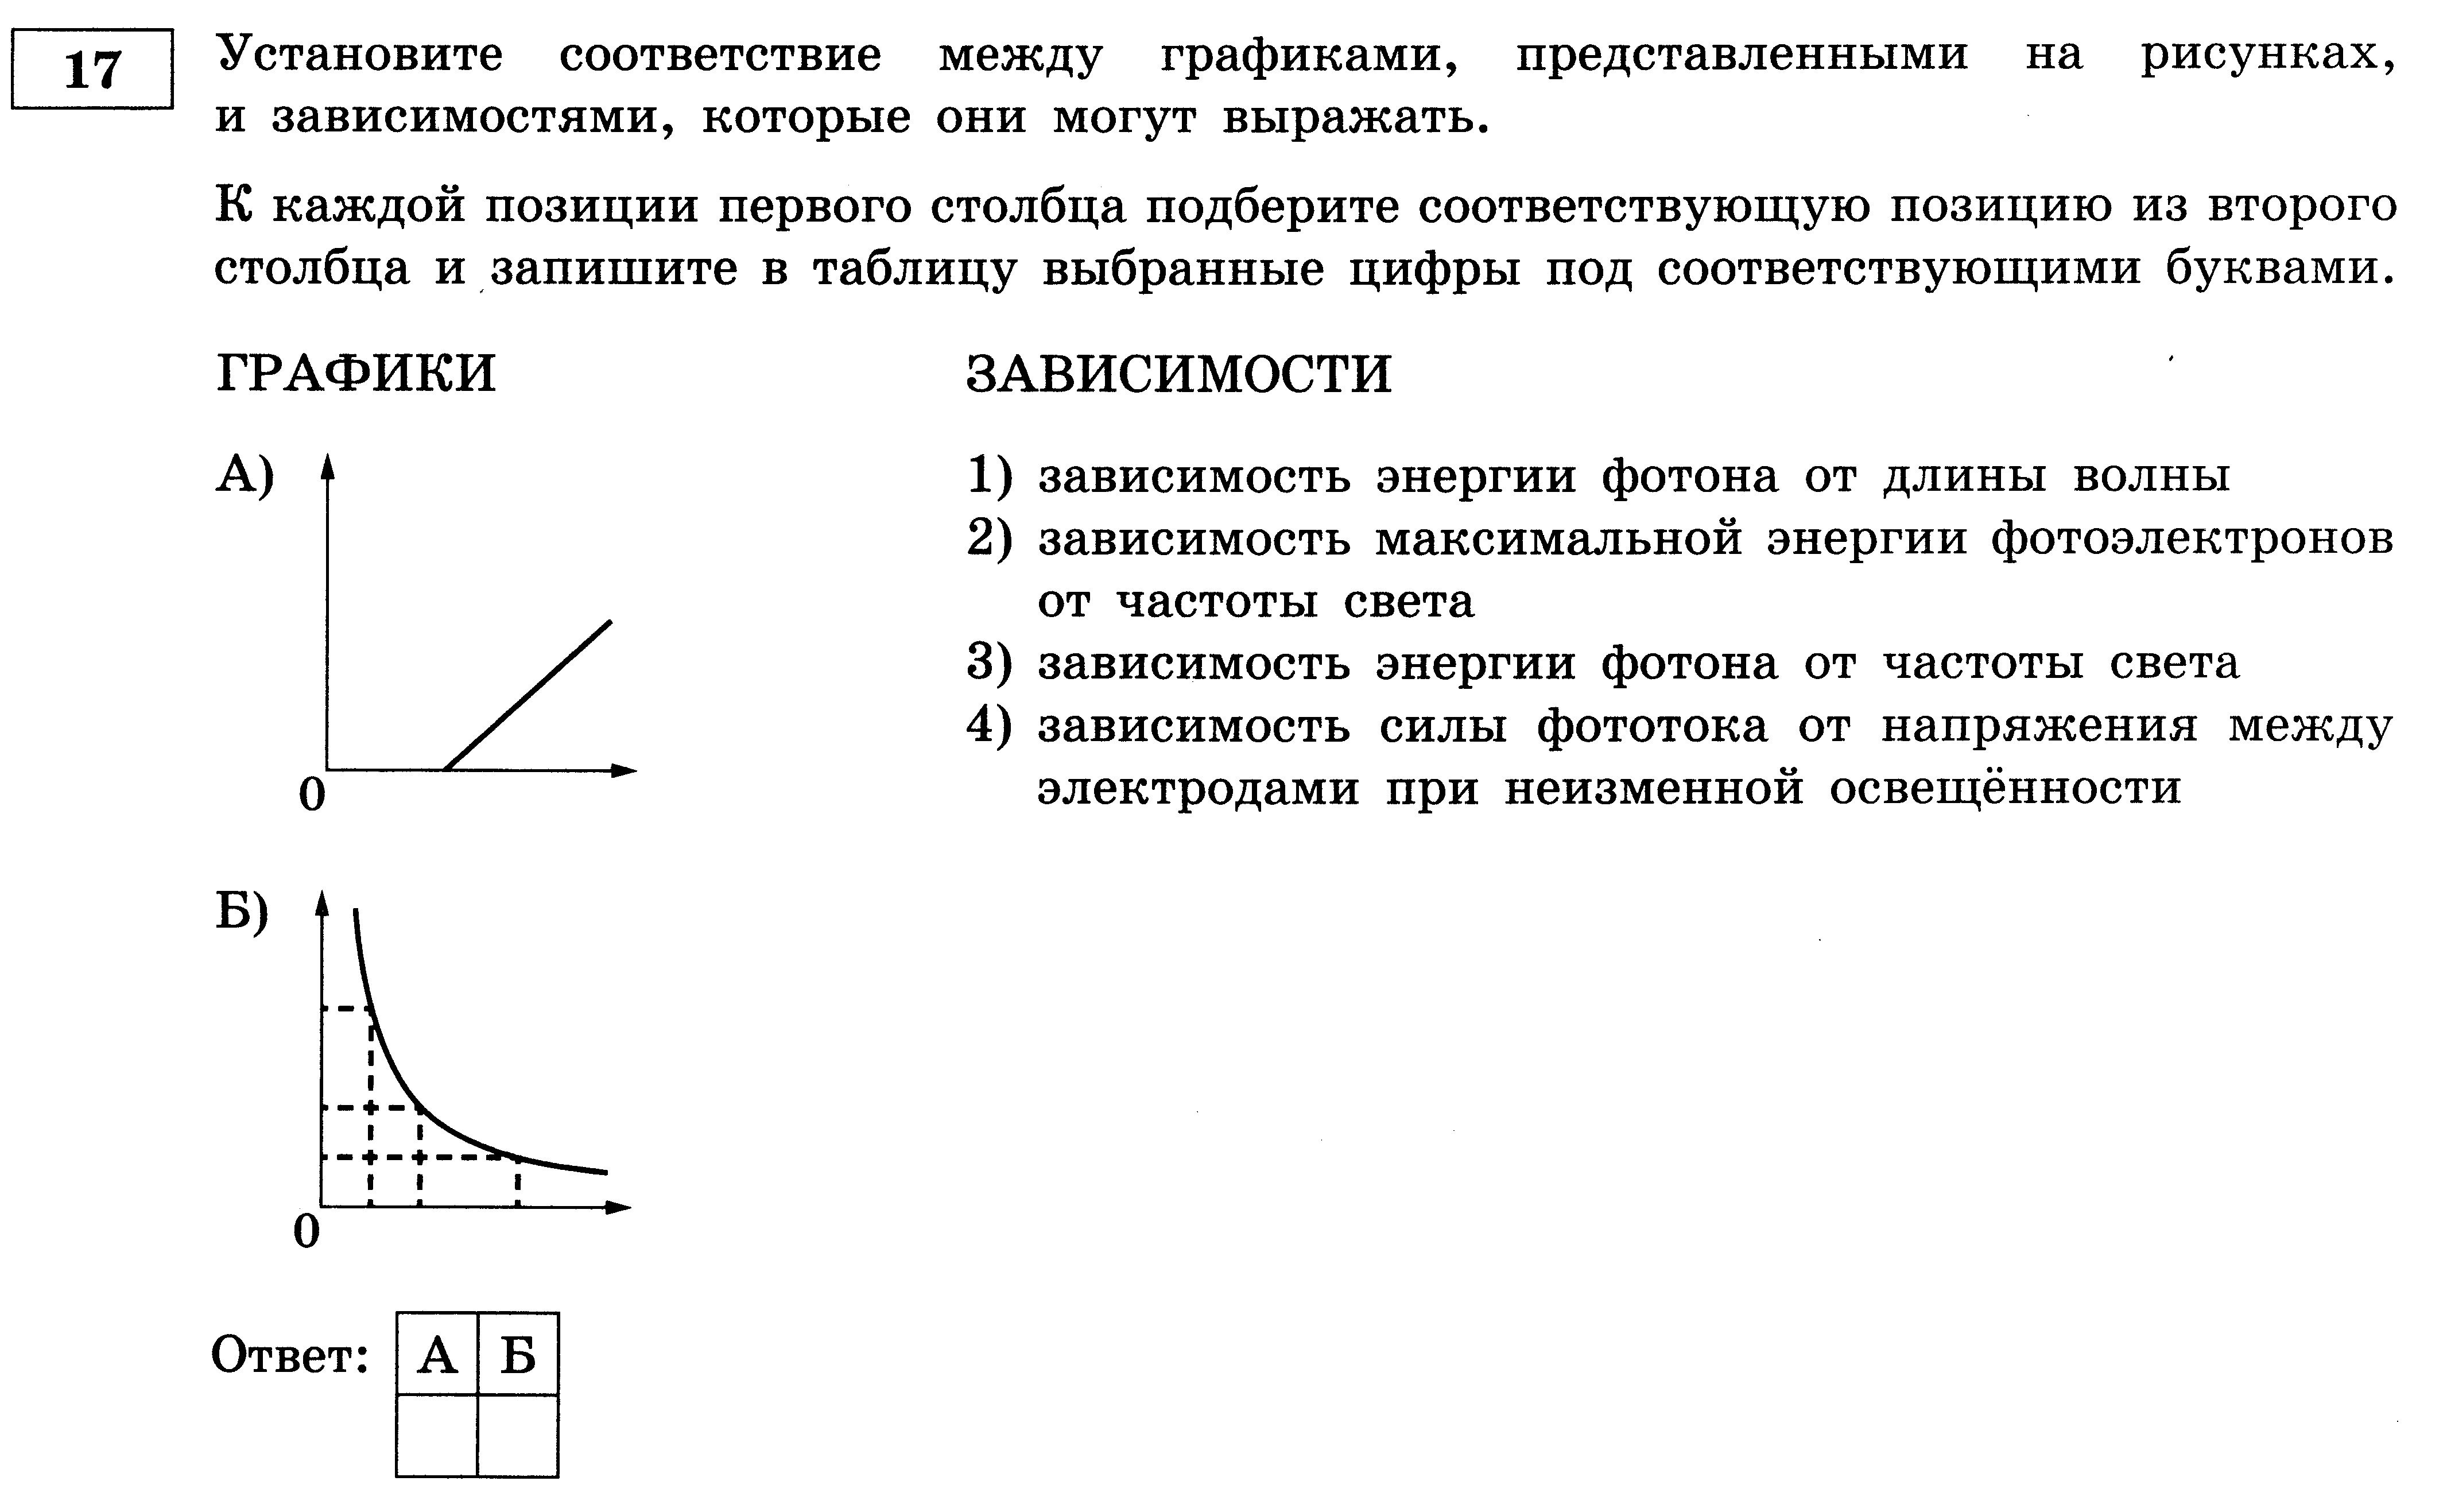 17
Установите соответствие между графиками, представленными на рисунках,
и зависимостями, которые они могут выражать.
К каждой позиции первого столбца подберите соответствующую позицию из второго
столбца и запишите в таблицу выбранные цифры под соответствующими буквами.
ГРАФИКИ
ЗАВИСИМОСТИ
А)
0
1) зависимость энергии фотона от длины волны
2) зависимость максимальной энергии фотоэлектронов
от частоты света
3) зависимость энергии фотона от частоты света
4) зависимость силы фототока от напряжения между
электродами при неизменной освещённости
Б)
0
Ответ:
А Б